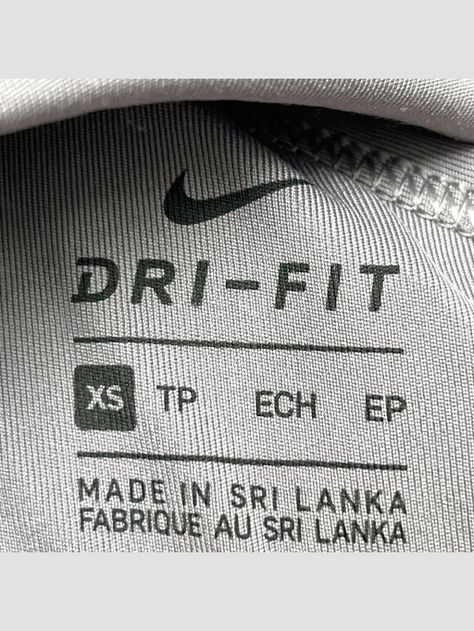 DRI-FIT
XS TP ECH EP
MADE IN SRI LANKA
FABRIQUE AU SRI LANKA